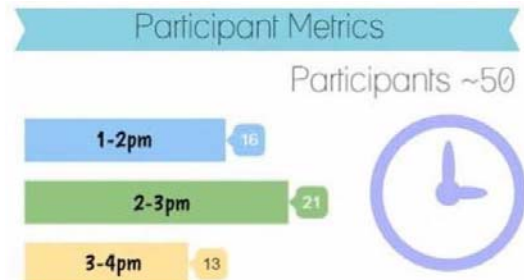 Participant Metrics
Participants ~50
1-2pm 16
2-3pm 21
3-4pm 13